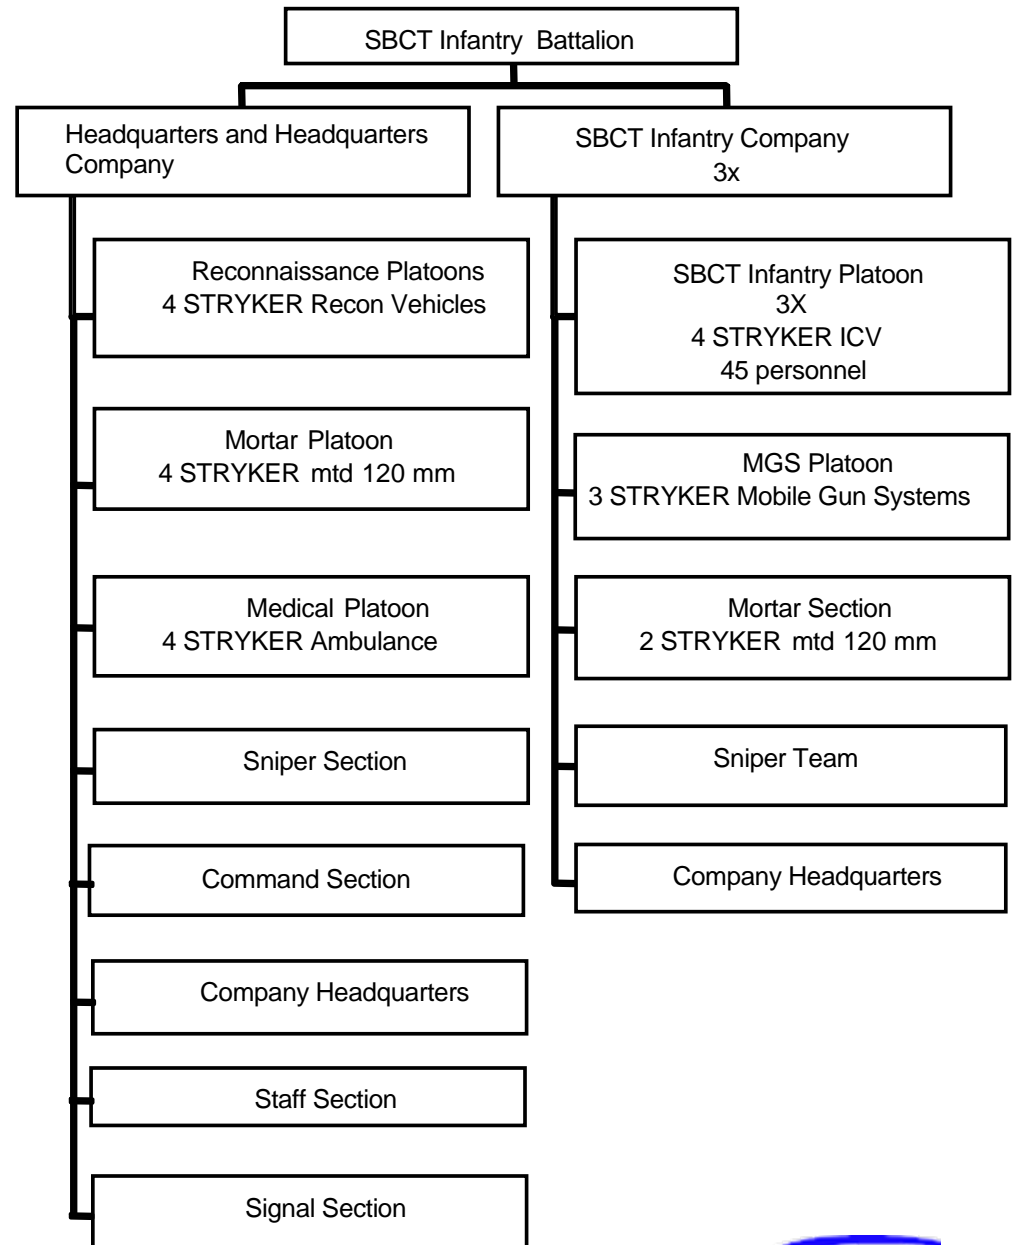 SBCT Infantry Battalion
Headquarters and Headquarters
Company
Reconnaissance Platoons
4 STRYKER Recon Vehicles
Mortar Platoon
4 STRYKER mtd 120 mm
Medical Platoon
4 STRYKER Ambulance
Sniper Section
Command Section
Company Headquarters
Staff Section
Signal Section
SBCT Infantry Company
3x
SBCT Infantry Platoon
3X
4 STRYKER ICV
45 personnel
MGS Platoon
3 STRYKER Mobile Gun Systems
Mortar Section
2 STRYKER mtd 120 mm
Sniper Team
Company Headquarters